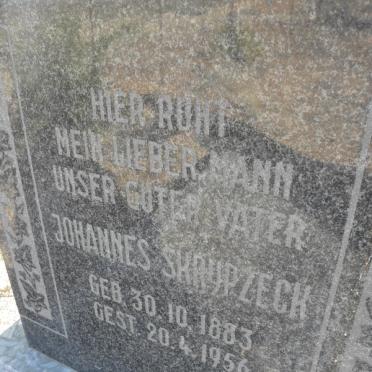 HIER RUHT
MEIN LIEBER MANN
UNSER GUTER VATER
JOHANNES SKRUPZECK
GEB. 30.10.1883
GEST. 20.4.1956